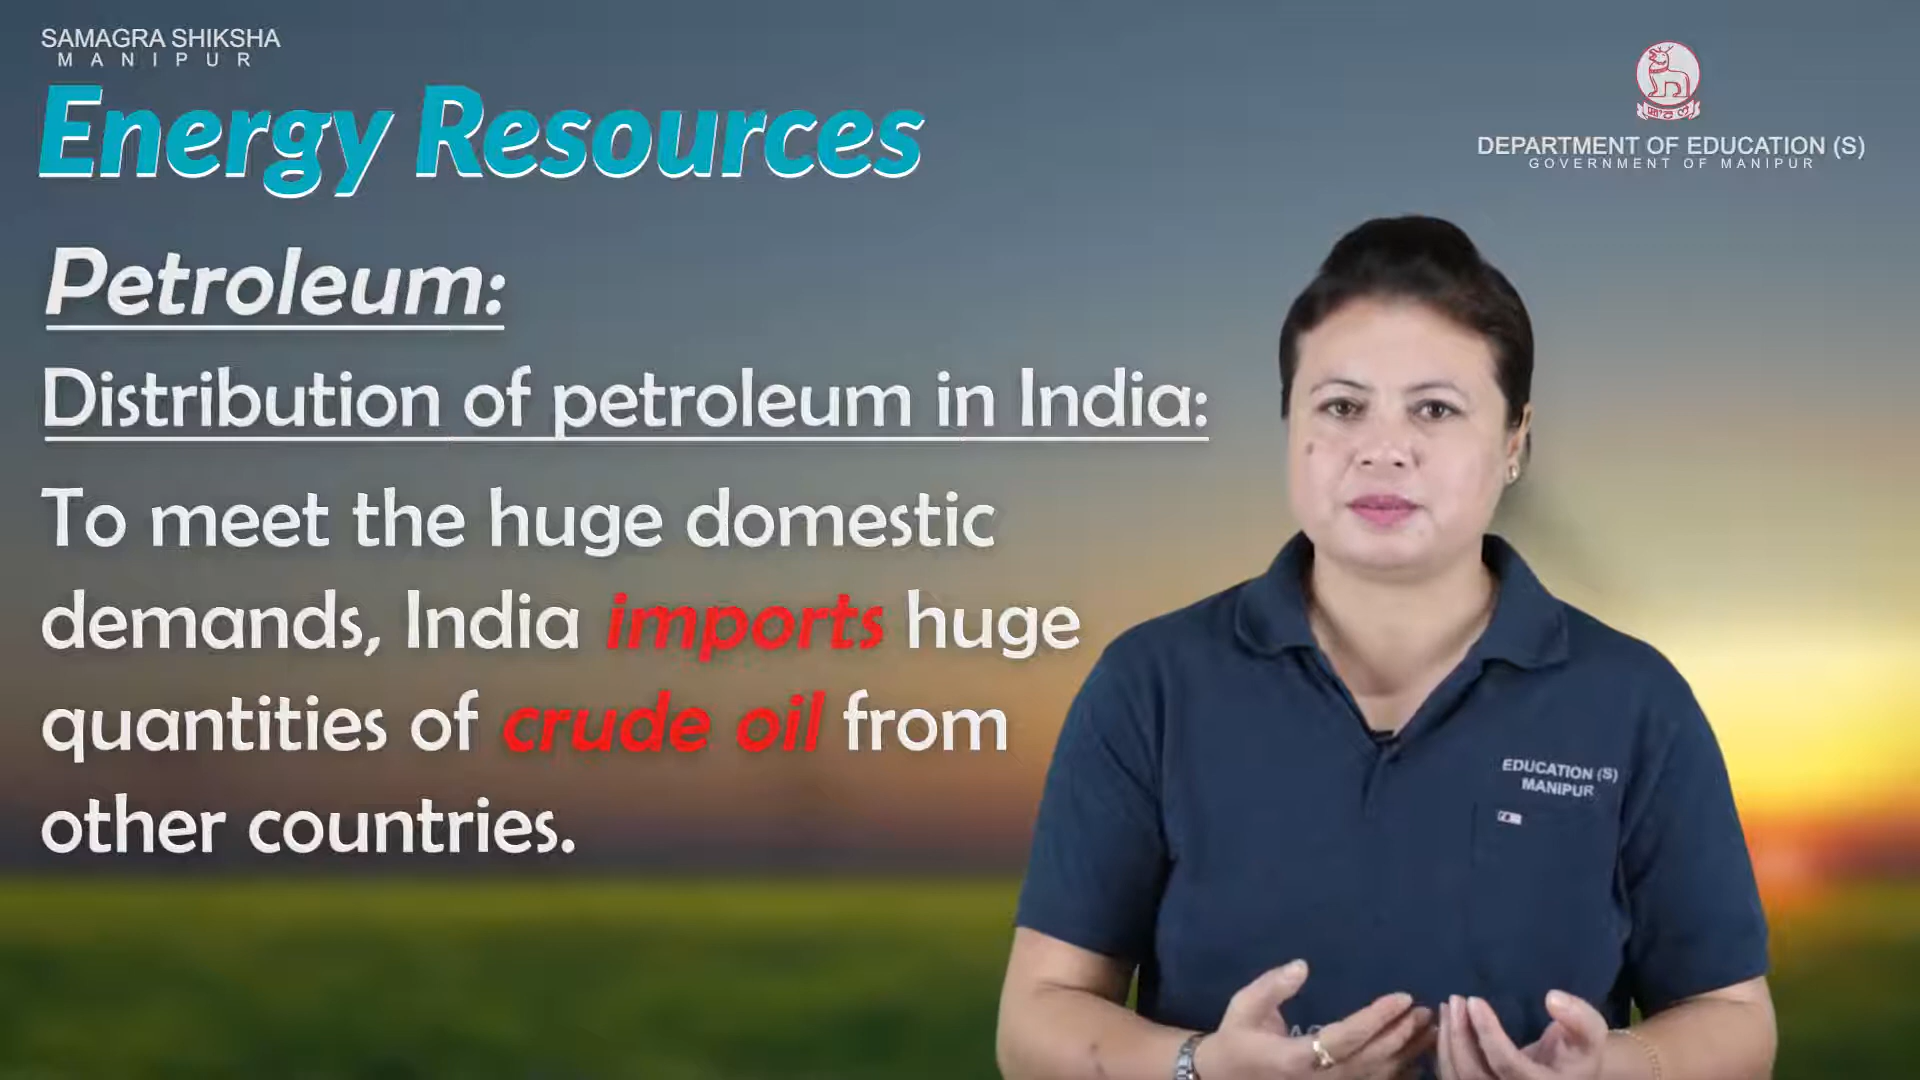 SAMAGRA SHIKSHA
MANIPUR
Energy Resources
DEPARTMENT OF EDUCATION (S)
GOVERNMENT OF MANIPUR
Petroleum:
Distribution of petroleum in India:
To meet the huge domestic
demands, India imports huge
quantities of crude oil from
other countries.
EDUCATION (S)
MANIPUR